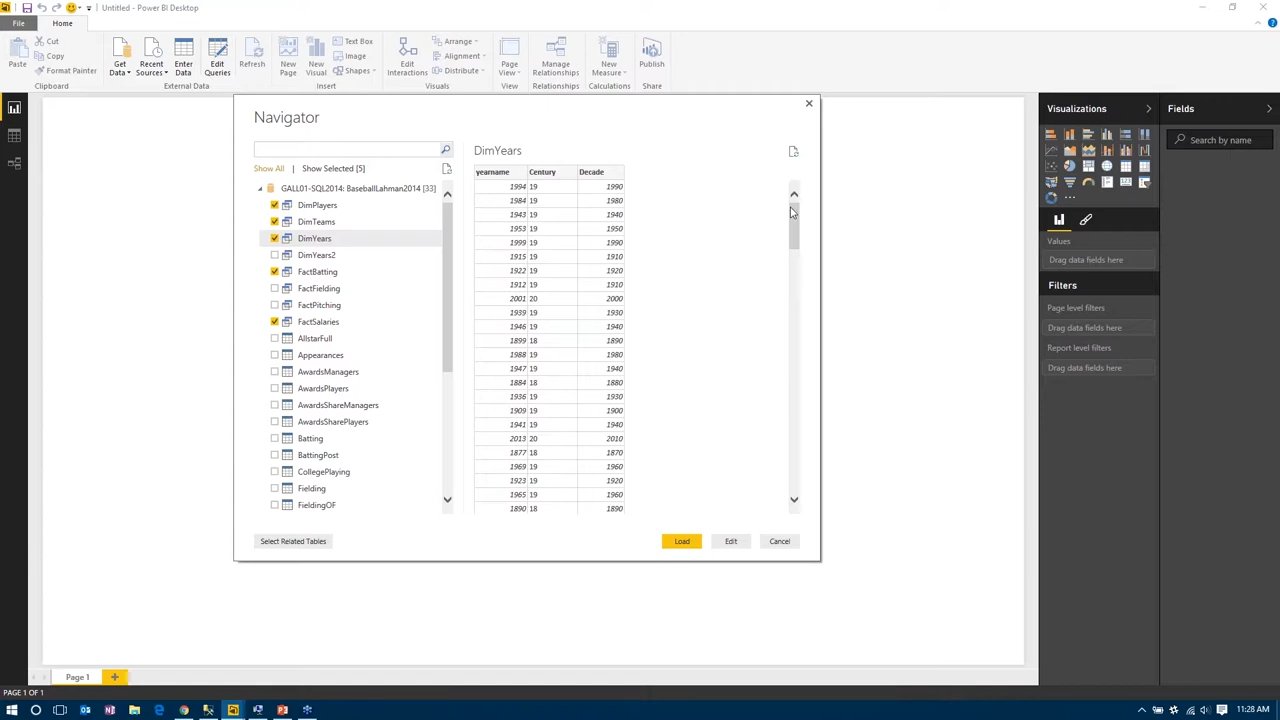 Untitled - Power BI Desktop
File
Home
Paste
Cut
Copy
Format Painter
Clipboard
Get Data
Recent Sources
Enter Data
Edit Queries
Refresh
External Data
New Page
New Visual
Text Box
Image
Shapes
Insert
Edit Interactions
Arrange
Alignment
Distribute
Visuals
Page View
View
Manage Relationships
Relationships
New Measure
Calculations
Publish
Share
Navigator
Show All | Show Selected [5]
GALL01-SQL2014: BaseballLahman2014 [33]
DimPlayers
DimTeams
DimYears
DimYears2
FactBatting
FactFielding
FactPitching
FactSalaries
AllstarFull
Appearances
AwardsManagers
AwardsPlayers
AwardsShareManagers
AwardsSharePlayers
Batting
BattingPost
CollegePlaying
Fielding
FieldingOF
Select Related Tables
DimYears
yearname Century Decade
1994 19 1990
1984 19 1980
1943 19 1940
1953 19 1950
1999 19 1990
1915 19 1910
1922 19 1920
1912 19 1910
2001 20 2000
1939 19 1930
1946 19 1940
1899 18 1890
1988 19 1980
1947 19 1940
1884 18 1880
1936 19 1930
1909 19 1900
1941 19 1940
2013 20 2010
1877 18 1870
1969 19 1960
1923 19 1920
1965 19 1960
1890 18 1890
Load
Edit
Cancel
Visualizations
Values
Drag data fields here
Filters
Page level filters
Drag data fields here
Report level filters
Drag data fields here
Fields
Search by name
Page 1
PAGE 1 OF 1
11:28 AM